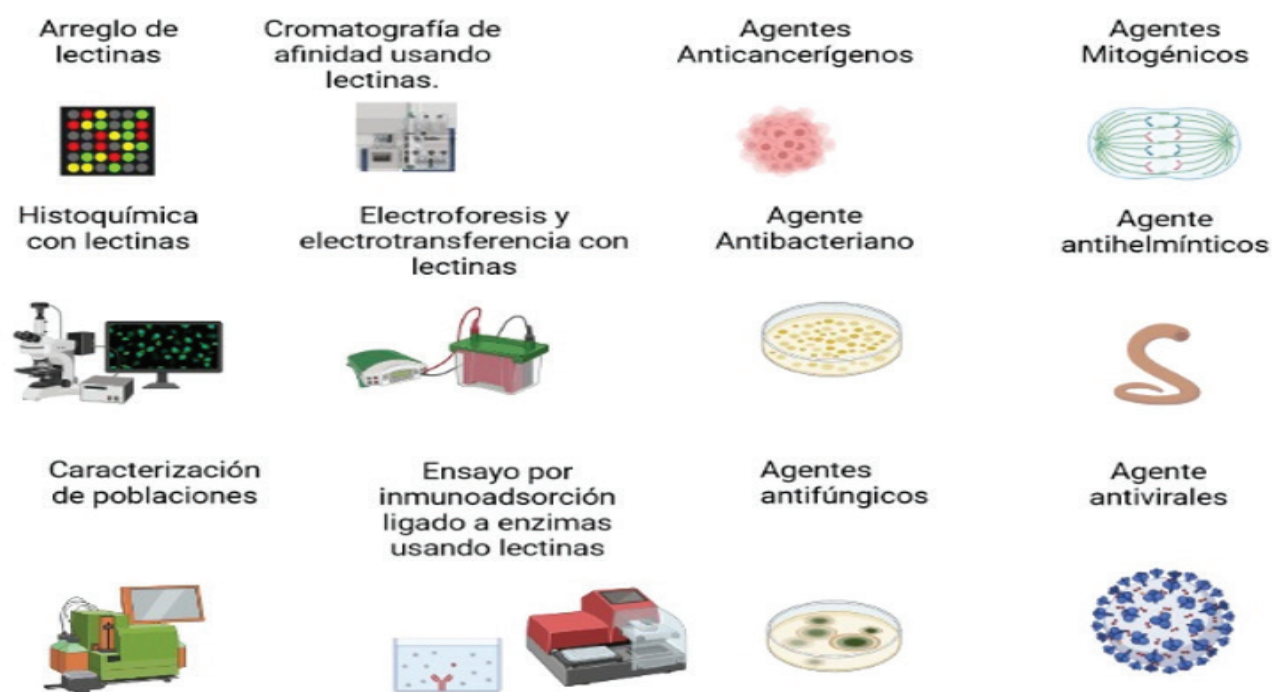 Arreglo de
lectinas
Cromatografía de
afinidad usando
lectinas.
Agentes
Anticancerígenos
Agentes
Mitogénicos
Histoquímica
con lectinas
Electroforesis y
electrotransferencia con
lectinas
Agente
Antibacteriano
Agente
antihelmínticos
Caracterización
de poblaciones
Ensayo por
inmunoadsorción
ligado a enzimas
usando lectinas
Agentes
antifúngicos
Agente
antivirales